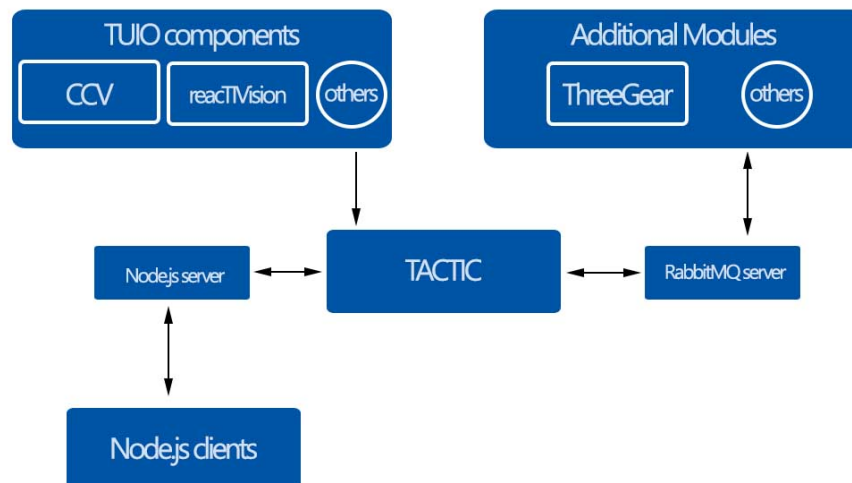 TUIO components
CCV
reacTIVision
others
Additional Modules
ThreeGear
others
Node.js server
TACTIC
RabbitMQ server
Node.js clients